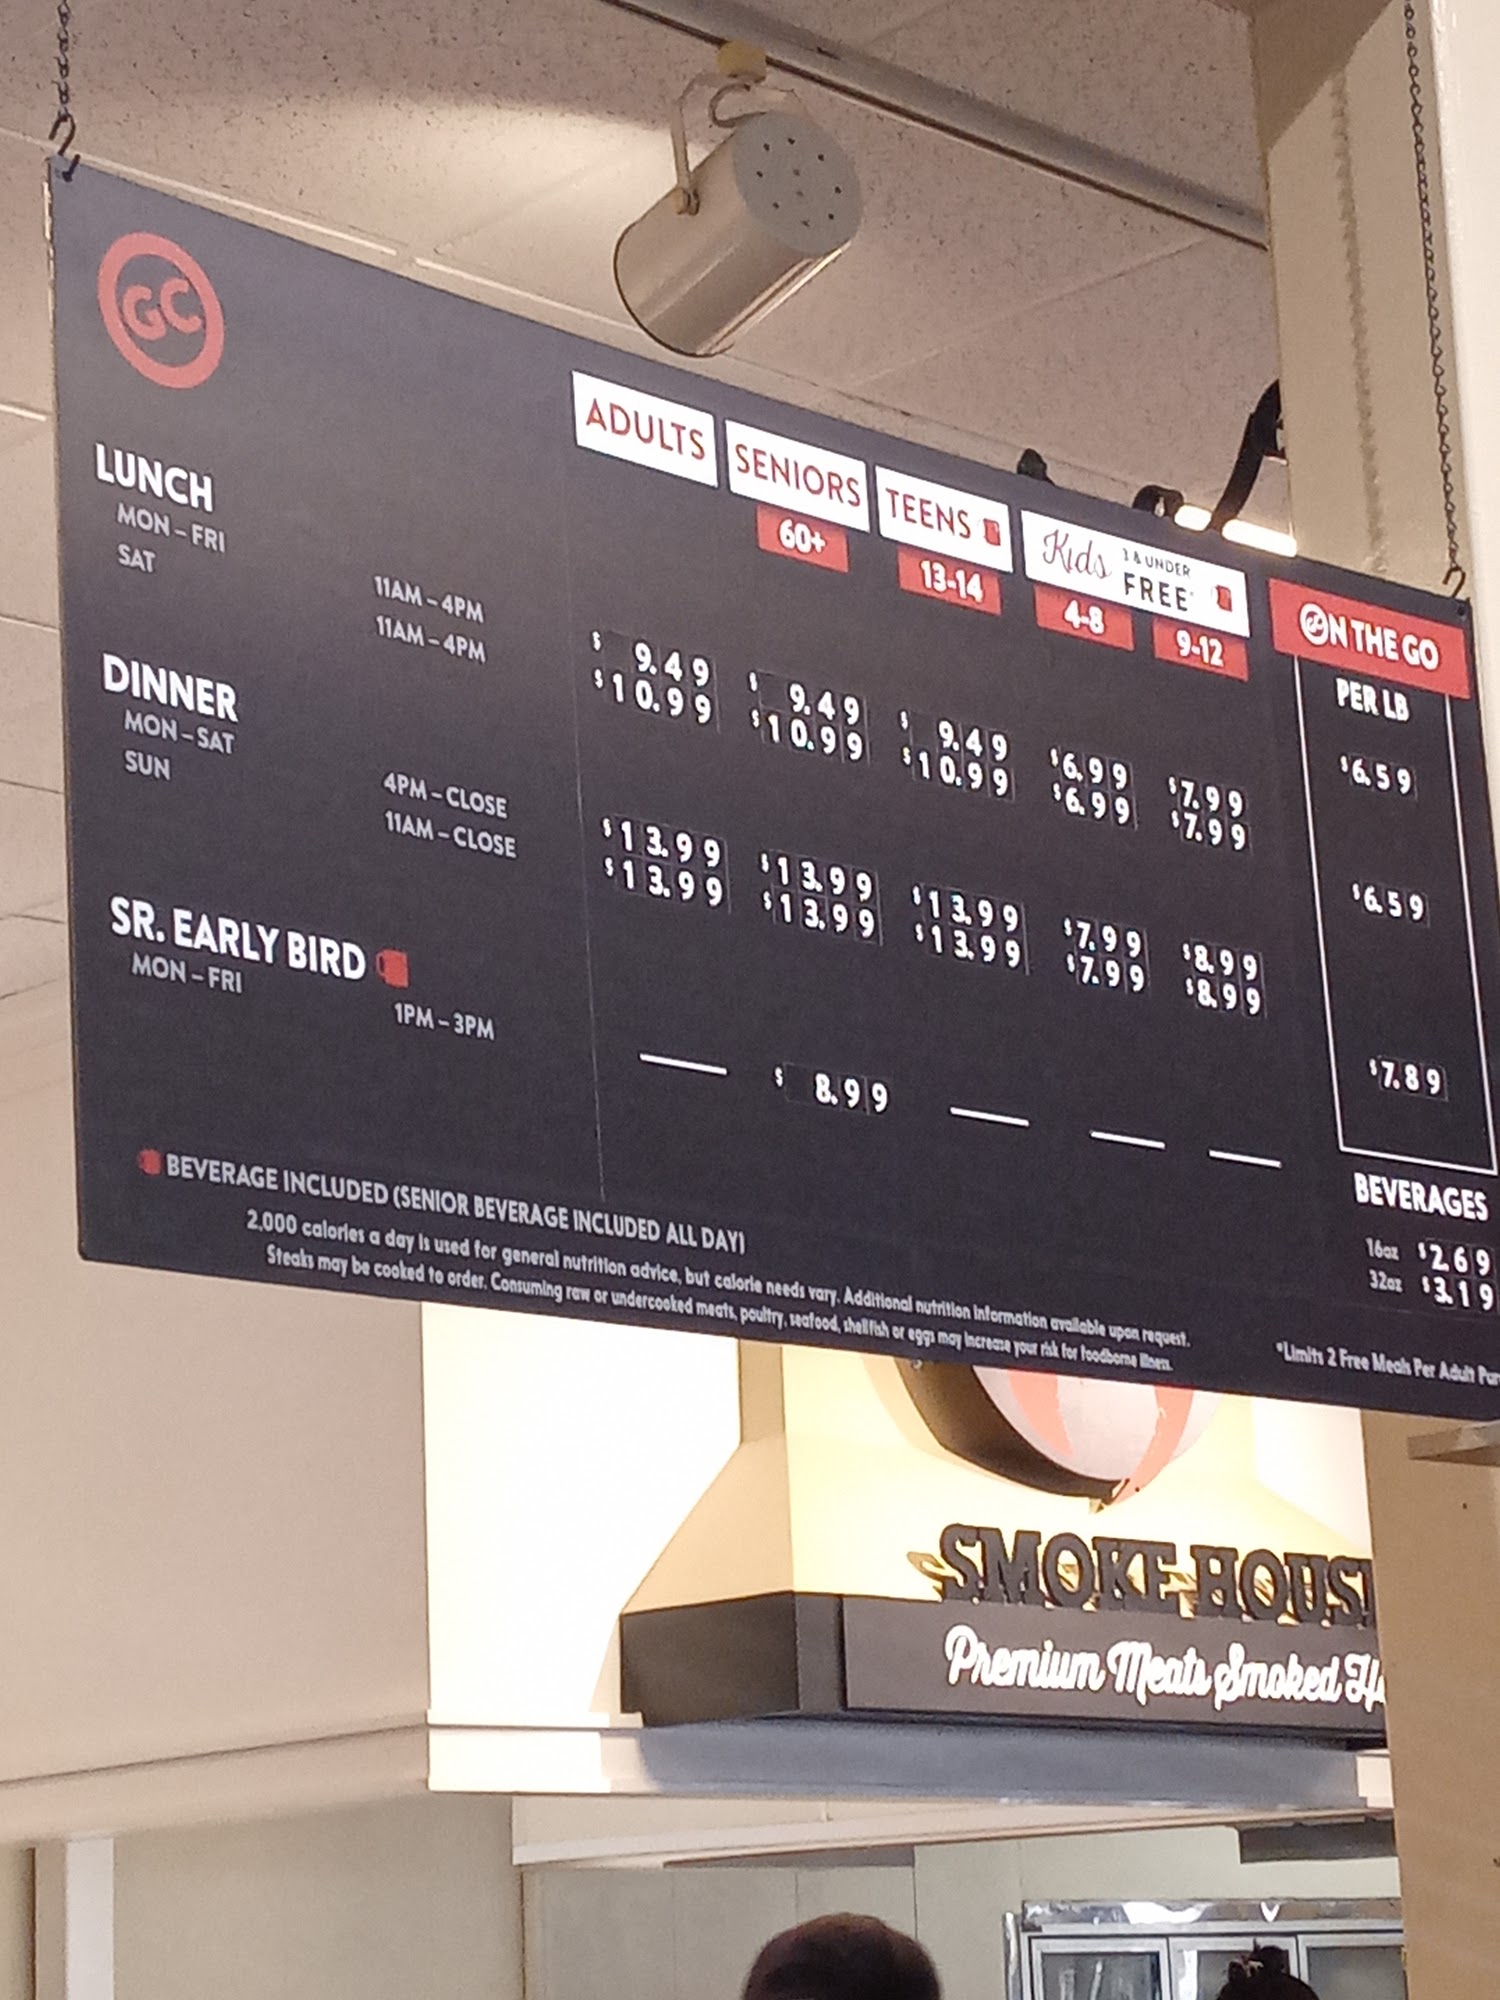 GC
ADULTS SENIORS TEENS Kids 3 & UNDER FREE* ON THE GO
60+ 13-14 4-8 9-12 PER LB
LUNCH
MON – FRI 11AM – 4PM $9.49 $9.49 $9.49 $6.99 $7.99 $6.59
SAT 11AM – 4PM $10.99 $10.99 $10.99 $6.99 $7.99
DINNER
MON – SAT 4PM – CLOSE $13.99 $13.99 $13.99 $7.99 $8.99 $6.59
SUN 11AM – CLOSE $13.99 $13.99 $13.99 $7.99 $8.99
SR. EARLY BIRD
MON – FRI 1PM – 3PM — $8.99 — — — $7.89
BEVERAGE INCLUDED (SENIOR BEVERAGE INCLUDED ALL DAY)
2,000 calories a day is used for general nutrition advice, but calorie needs vary. Additional nutrition information available upon request.
Steaks may be cooked to order. Consuming raw or undercooked meats, poultry, seafood, shellfish or eggs may increase your risk for foodborne illness.
BEVERAGES
16oz $2.69
32oz $3.19
*Limits 2 Free Meals Per Adult Pur
SMOKE HOUS
Premium Meats Smoked